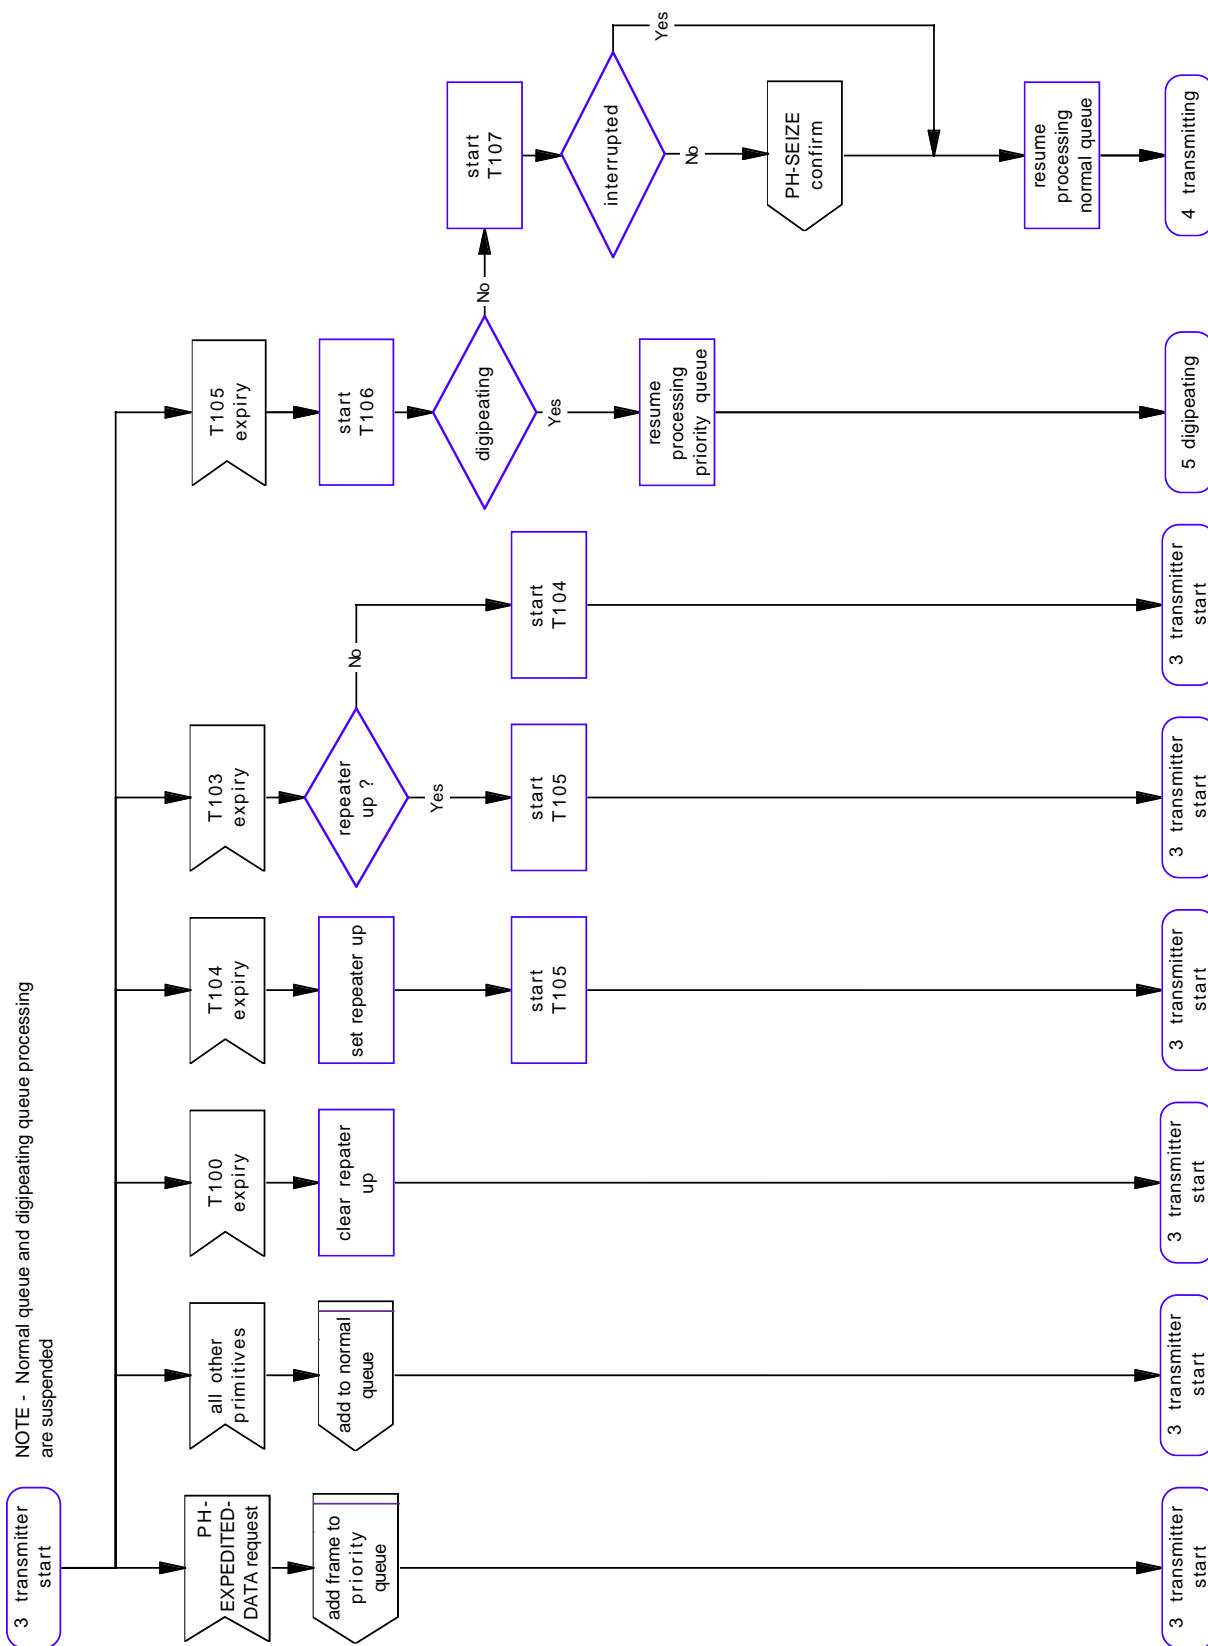 3 transmitter
start
NOTE - Normal queue and digipeating queue processing
are suspended
PH-
EXPEDITED-
DATA request
add frame to
priority
queue
3 transmitter
start
all other
primitives
add to normal
queue
3 transmitter
start
T100
expiry
clear repater
up
3 transmitter
start
T104
expiry
set repeater up
start
T105
3 transmitter
start
T103
expiry
repeater
up ?
Yes
No
start
T105
3 transmitter
start
start
T104
3 transmitter
start
T105
expiry
start
T106
digipeating
Yes
No
resume
processing
priority queue
5 digipeating
start
T107
interrupted
Yes
No
PH-SEIZE
confirm
resume
processing
normal queue
4 transmitting